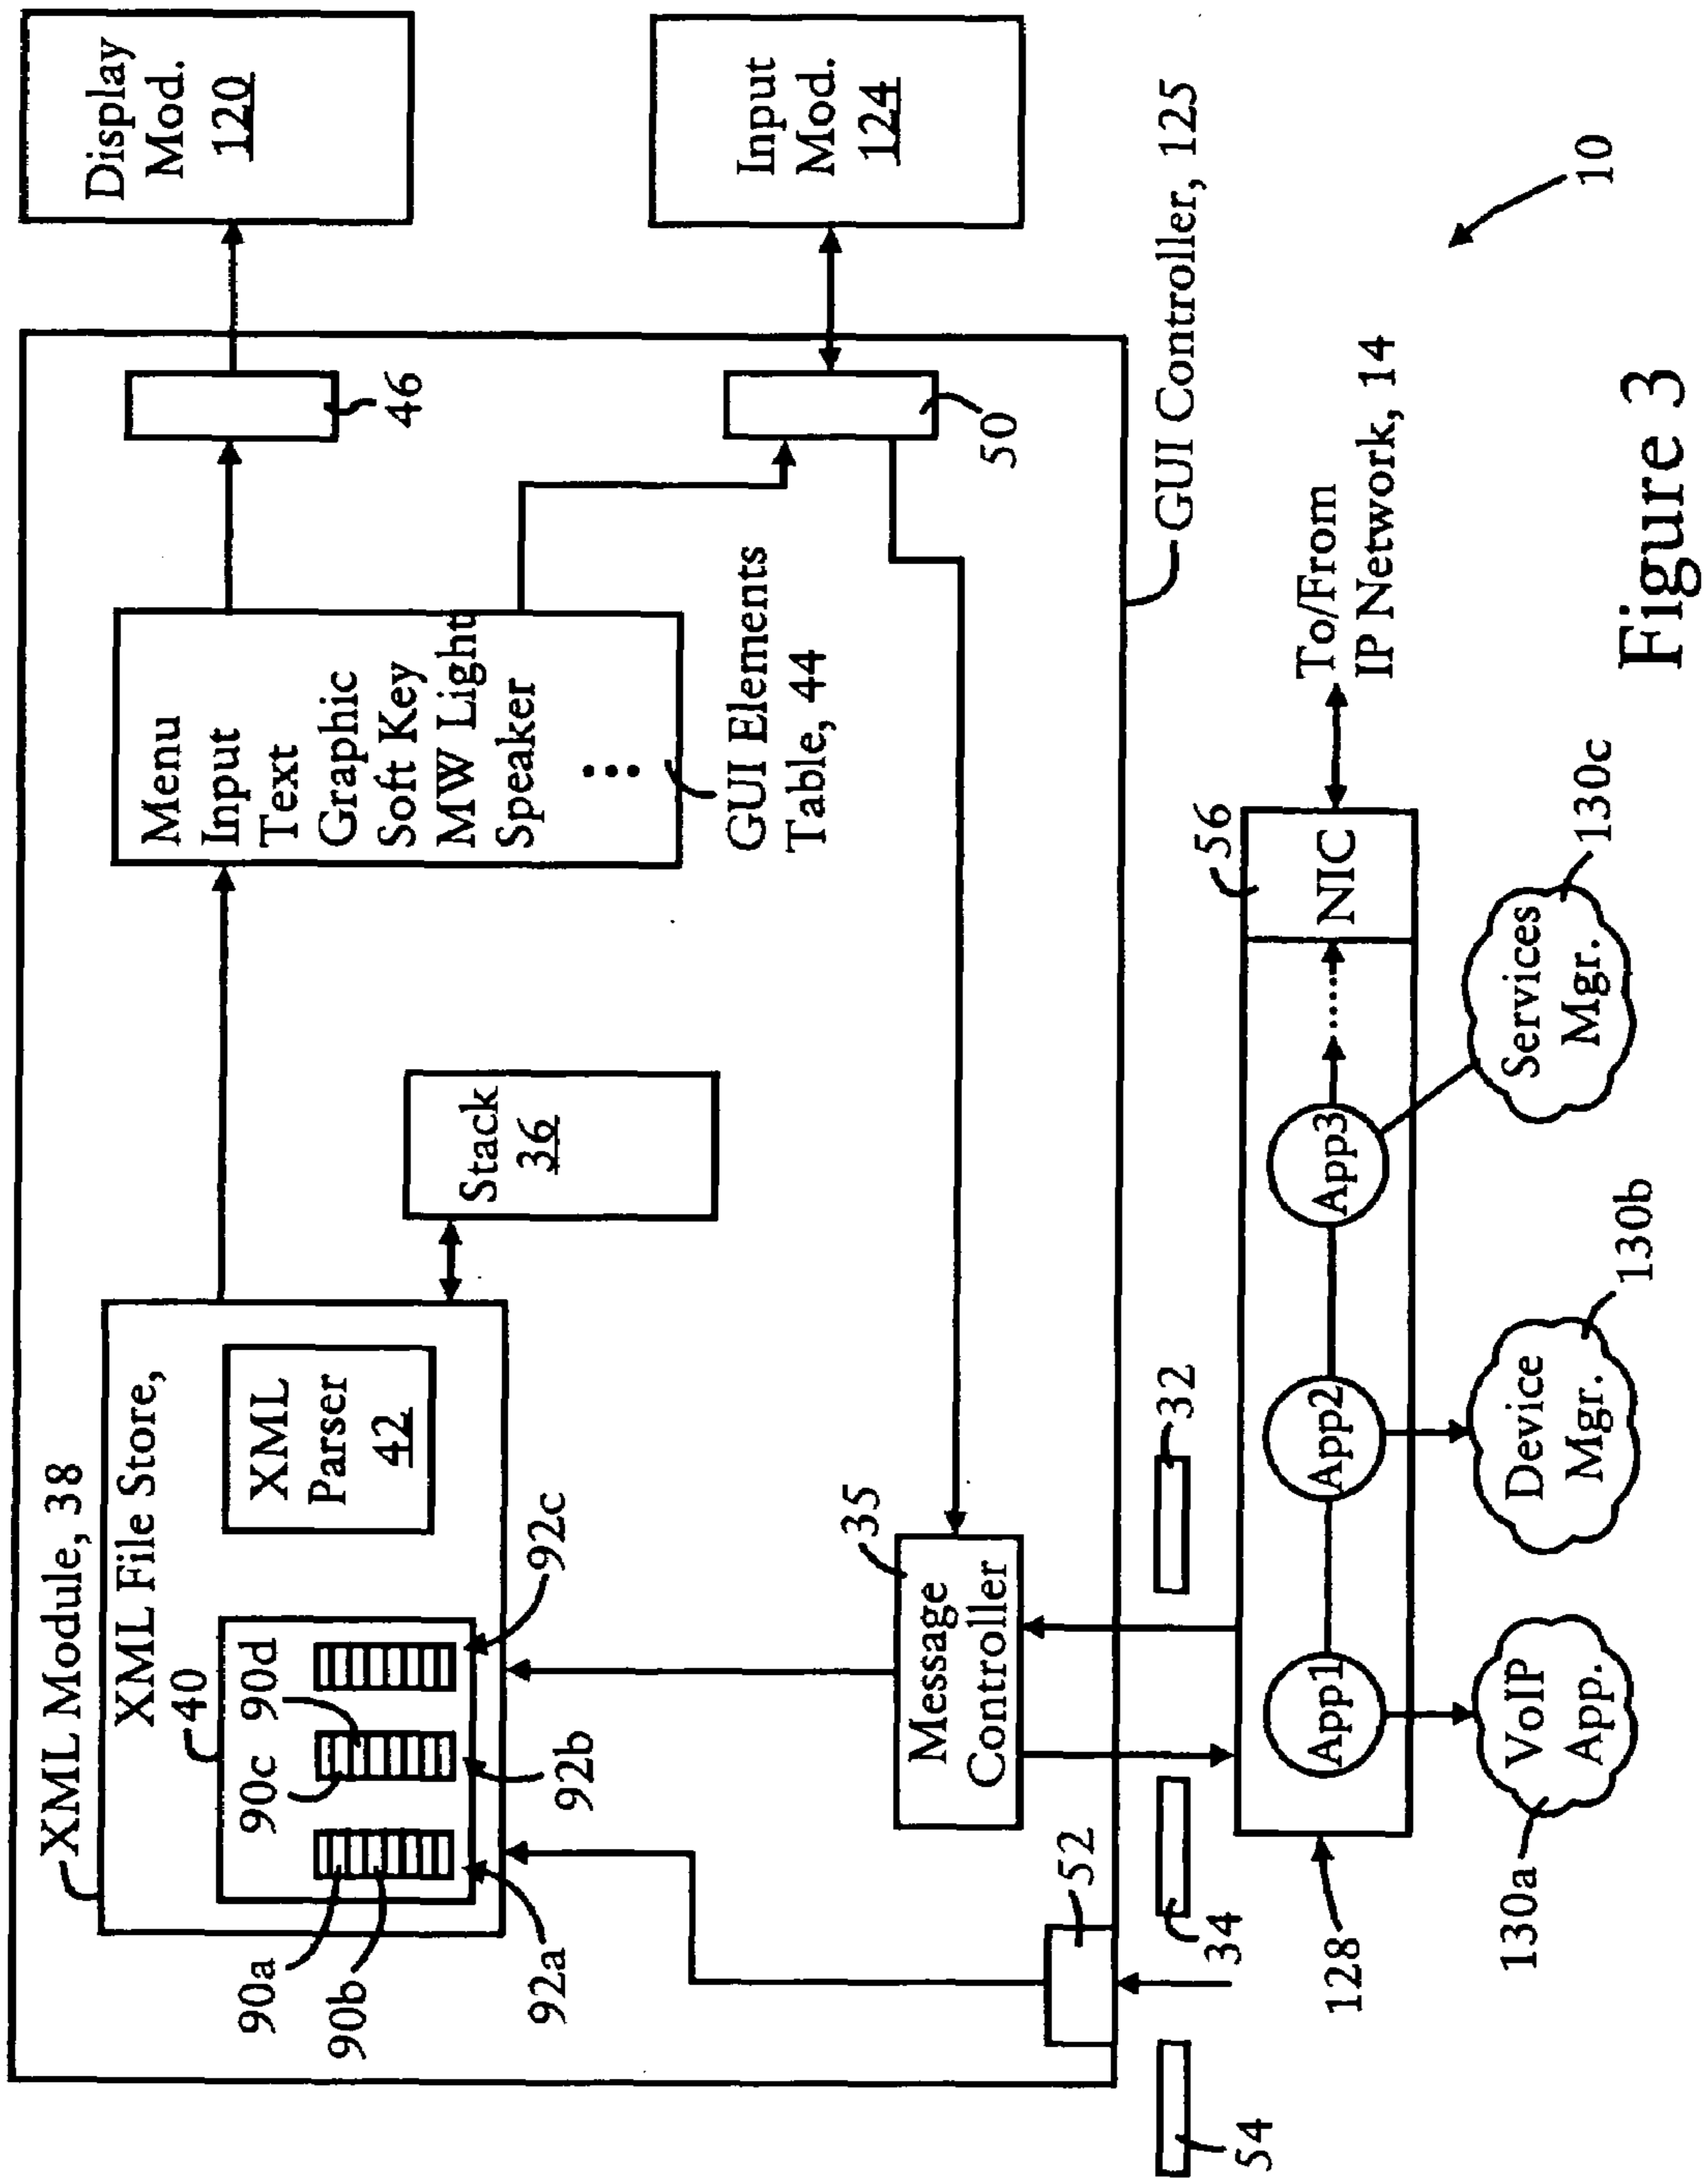 XML Module, 38
XML File Store,
40
90c
90d
90a
90b
92a
92b
92c
XML
Parser
42
Stack
36
Menu
Input
Text
Graphic
Soft Key
MW Light
Speaker
GUI Elements
Table, 44
46
50
Display
Mod.
120
Input
Mod.
124
Message
Controller
35
52
GUI Controller, 125
54
34
32
128
App1
App2
App3
NIC
56
To/From
IP Network, 14
VoIP
App.
130a
Device
Mgr.
130b
Services
Mgr.
130c
10
Figure 3